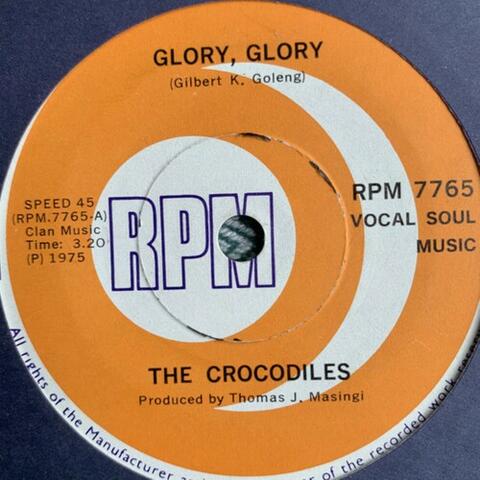 GLORY, GLORY
(Gilbert K. Goleng)
SPEED 45
(RPM.7765-A)
Clan Music
Time: 3.20
(P) 1975
RPM
RPM 7765
VOCAL SOUL
MUSIC
THE CROCODILES
Produced by Thomas J. Masingi
All rights of the Manufacturer and
of the recorded work